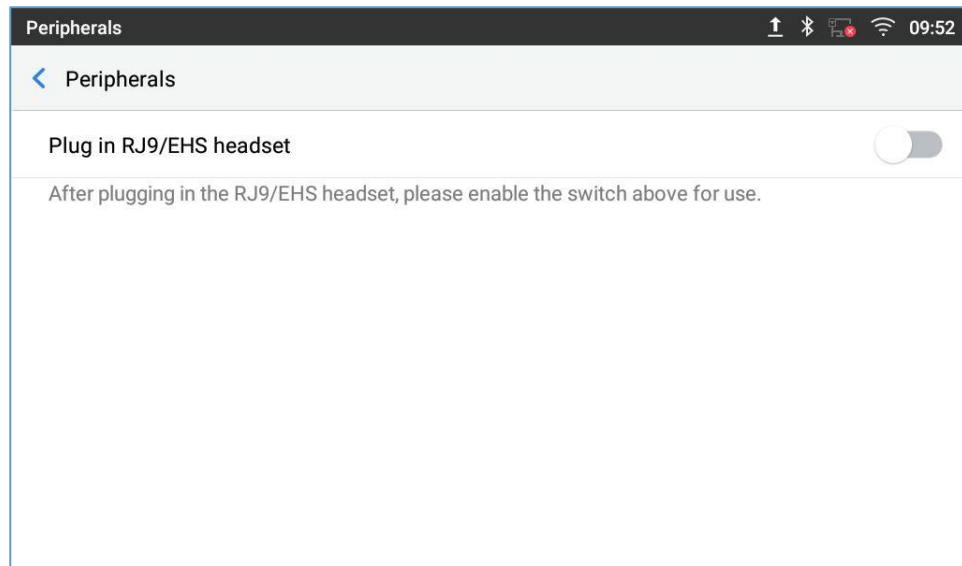 Peripherals 09:52
Peripherals
Plug in RJ9/EHS headset
After plugging in the RJ9/EHS headset, please enable the switch above for use.